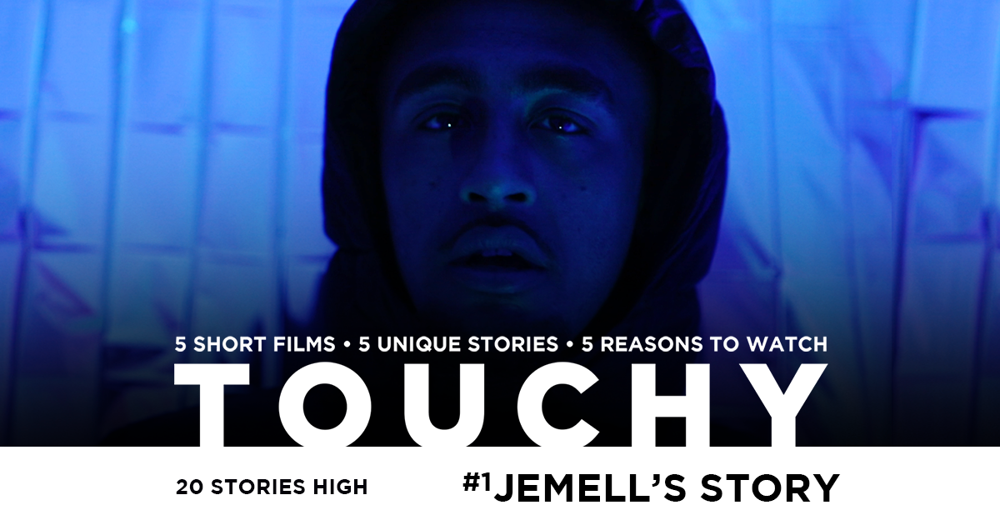 5 SHORT FILMS • 5 UNIQUE STORIES • 5 REASONS TO WATCH
TOUCHY
20 STORIES HIGH
#1 JEMELL’S STORY